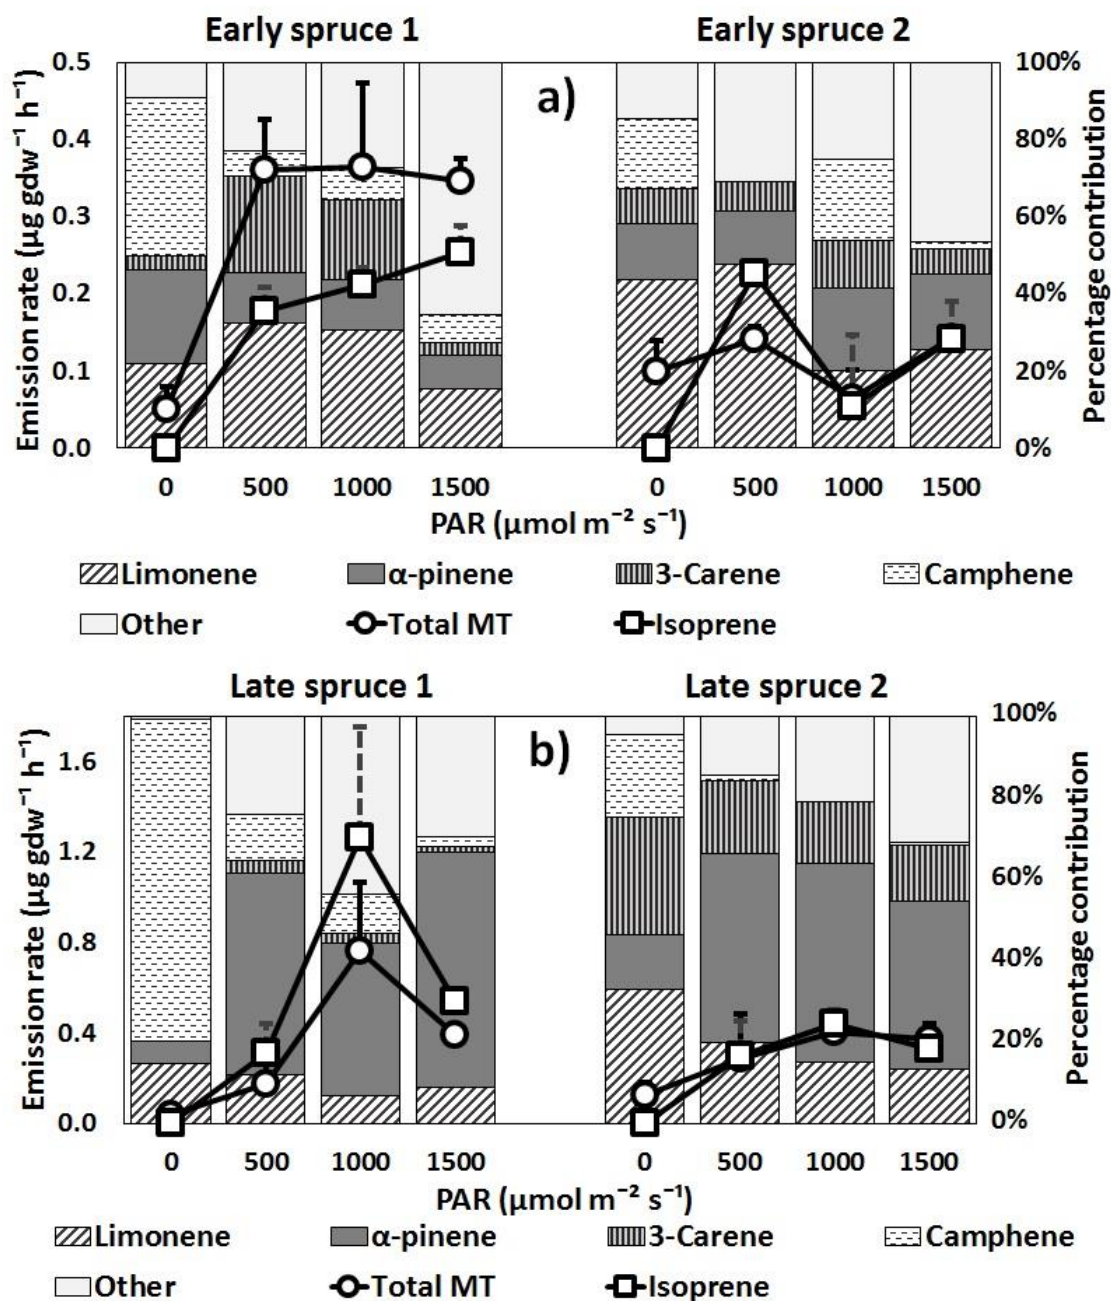 Early spruce 1 Early spruce 2
a)
Emission rate (µg gdw⁻¹ h⁻¹)
0.5
0.4
0.3
0.2
0.1
0.0
100%
80%
60%
40%
20%
0%
Percentage contribution
0 500 1000 1500 0 500 1000 1500
PAR (µmol m⁻² s⁻¹)
Limonene α-pinene 3-Carene Camphene
Other Total MT Isoprene
Late spruce 1 Late spruce 2
b)
Emission rate (µg gdw⁻¹ h⁻¹)
1.6
1.2
0.8
0.4
0.0
100%
80%
60%
40%
20%
0%
Percentage contribution
0 500 1000 1500 0 500 1000 1500
PAR (µmol m⁻² s⁻¹)
Limonene α-pinene 3-Carene Camphene
Other Total MT Isoprene